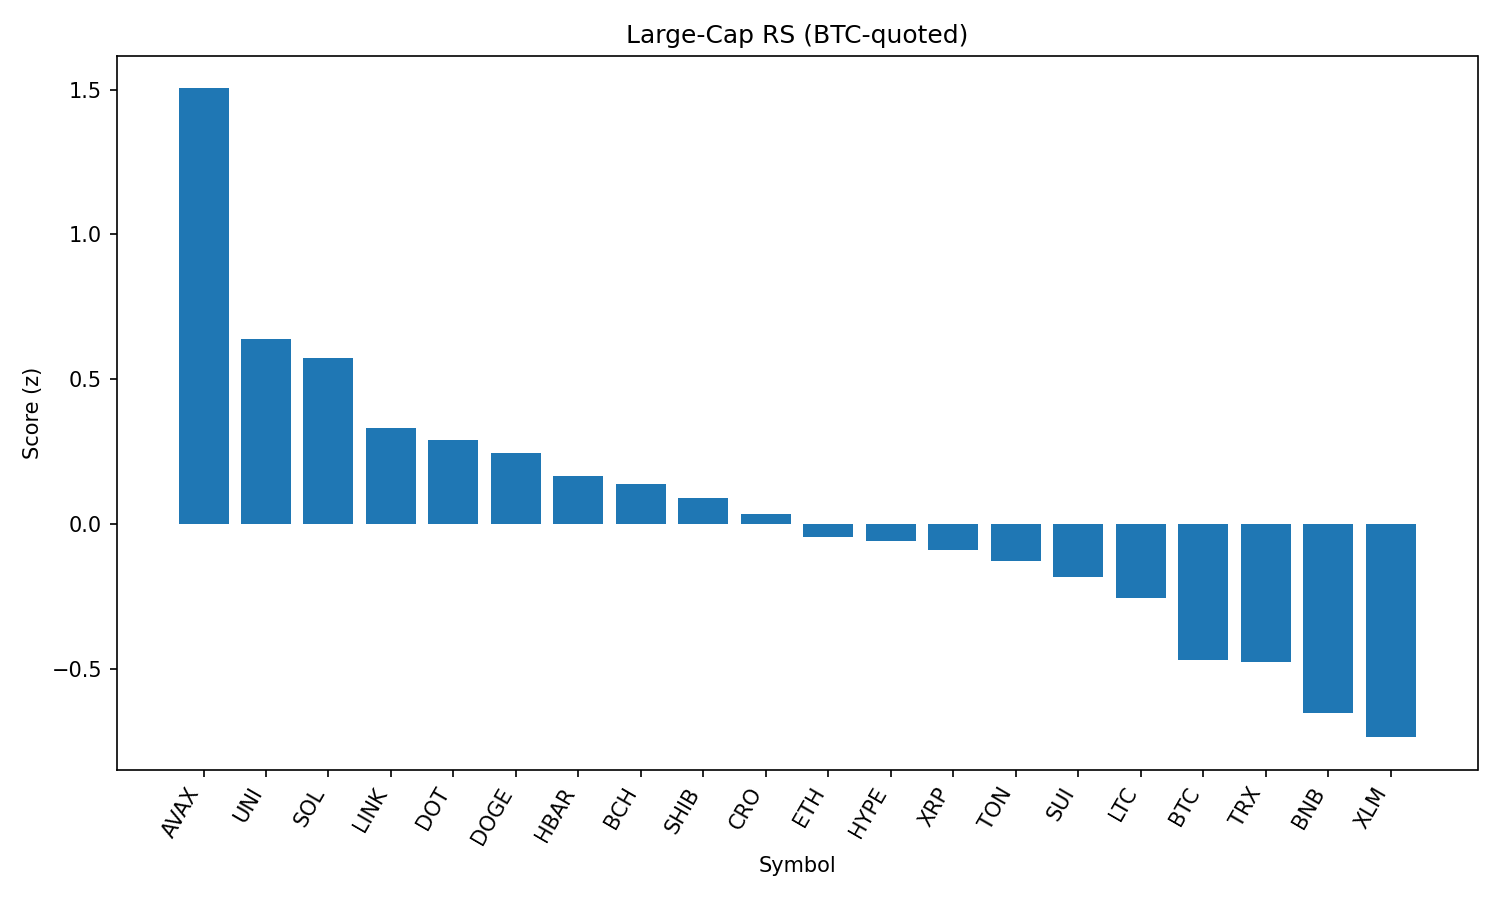 Large-Cap RS (BTC-quoted)
Score (z)
1.5
1.0
0.5
0.0
−0.5
AVAX
UNI
SOL
LINK
DOT
DOGE
HBAR
BCH
SHIB
CRO
ETH
HYPE
XRP
TON
SUI
LTC
BTC
TRX
BNB
XLM
Symbol